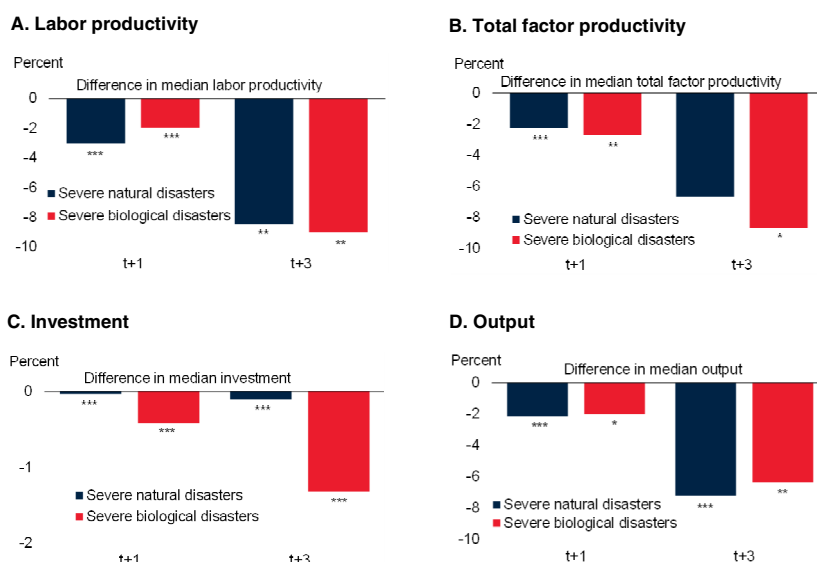 A. Labor productivity
Percent
Difference in median labor productivity
0
-2
***
***
-4
-6
Severe natural disasters
-8
Severe biological disasters
**
**
-10
t+1
t+3
B. Total factor productivity
Percent
Difference in median total factor productivity
0
-2
***
**
-4
-6
-8
Severe natural disasters
Severe biological disasters
*
-10
t+1
t+3
C. Investment
Percent
Difference in median investment
0
***
***
***
-1
Severe natural disasters
***
Severe biological disasters
-2
t+1
t+3
D. Output
Percent
Difference in median output
0
-2
***
*
-4
-6
**
-8
Severe natural disasters
***
Severe biological disasters
-10
t+1
t+3